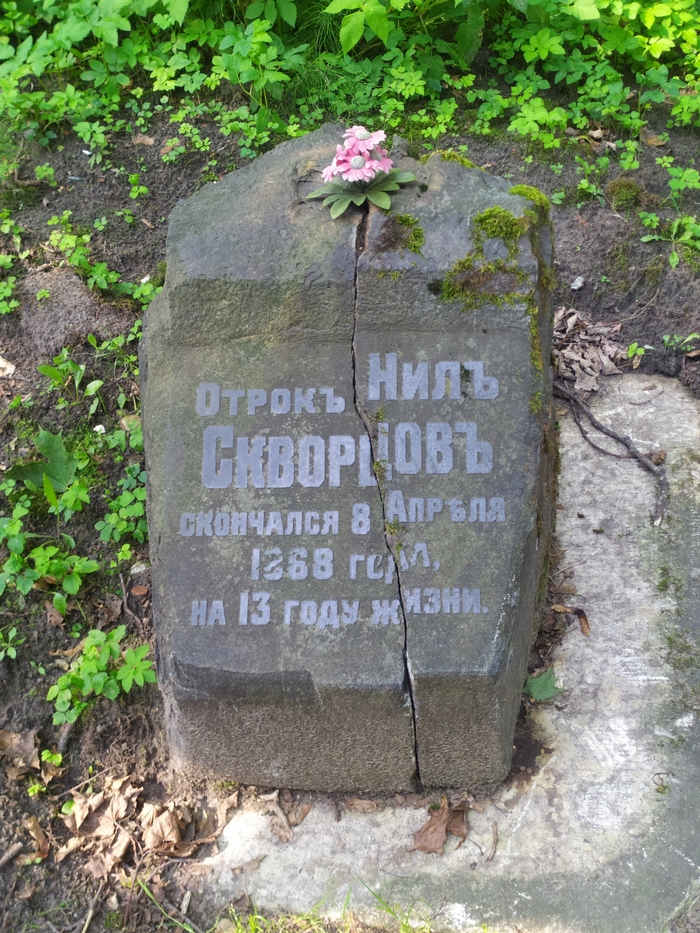 Отрокъ Нилъ
Скворцовъ
скончался 8 Апрѣля
1868 года,
на 13 году жизни.